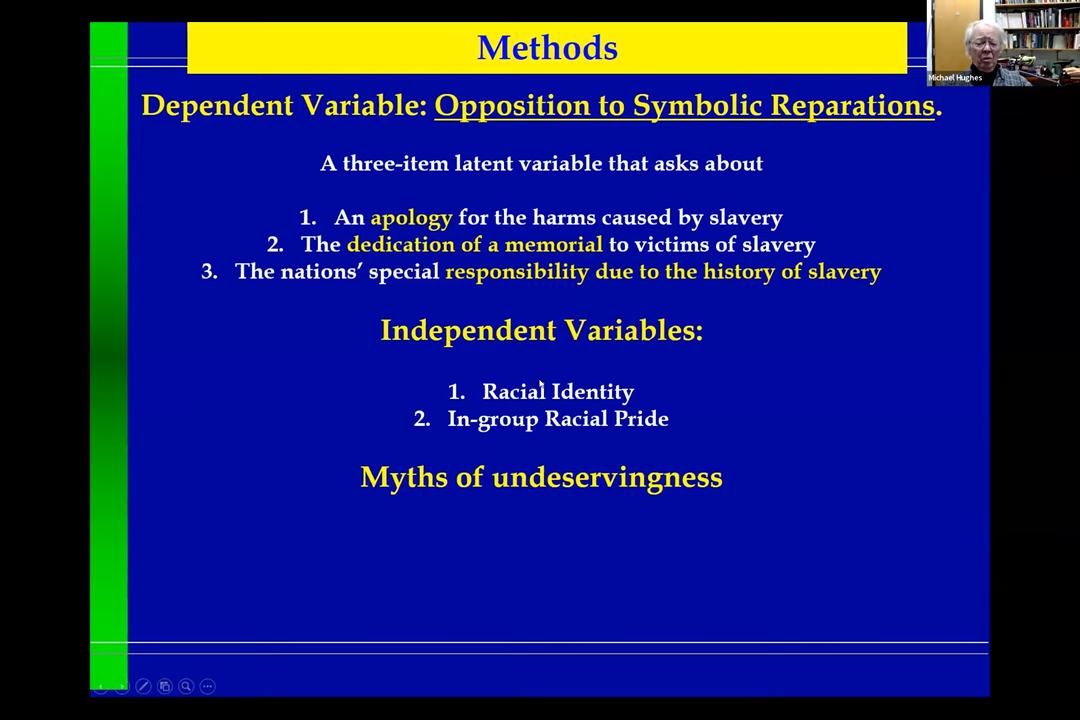 Methods
Michael Hughes
Dependent Variable: Opposition to Symbolic Reparations.
A three-item latent variable that asks about
1. An apology for the harms caused by slavery
2. The dedication of a memorial to victims of slavery
3. The nations’ special responsibility due to the history of slavery
Independent Variables:
1. Racial Identity
2. In-group Racial Pride
Myths of undeservingness